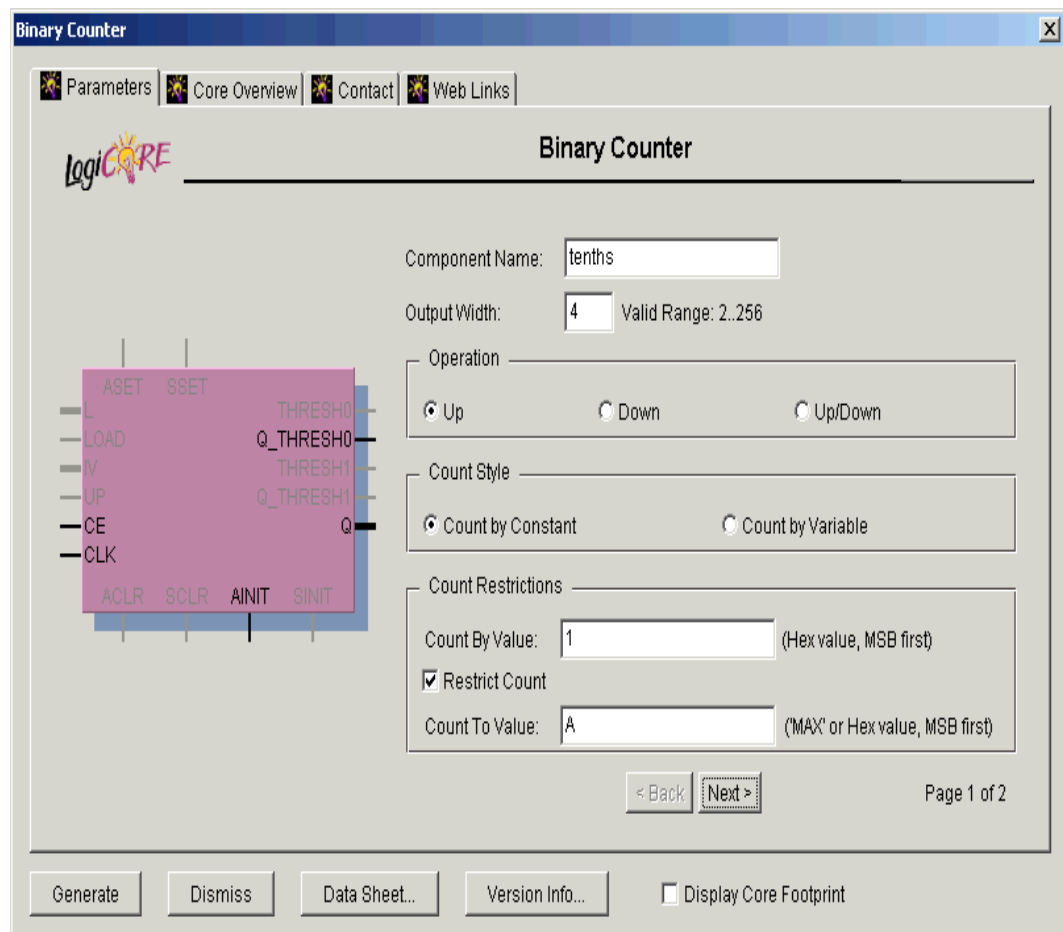 Binary Counter
Parameters Core Overview Contact Web Links
LogiCORE
Binary Counter
Component Name: tenths
Output Width: 4 Valid Range: 2..256
Operation
Up Down Up/Down
Count Style
Count by Constant Count by Variable
Count Restrictions
Count By Value: 1 (Hex value, MSB first)
Restrict Count
Count To Value: A ('MAX' or Hex value, MSB first)
ASET SSET
L THRESH0
LOAD Q_THRESH0
IV THRESH1
UP Q_THRESH1
CE Q
CLK
ACLR SCLR AINIT SINIT
< Back Next > Page 1 of 2
Generate Dismiss Data Sheet... Version Info... Display Core Footprint